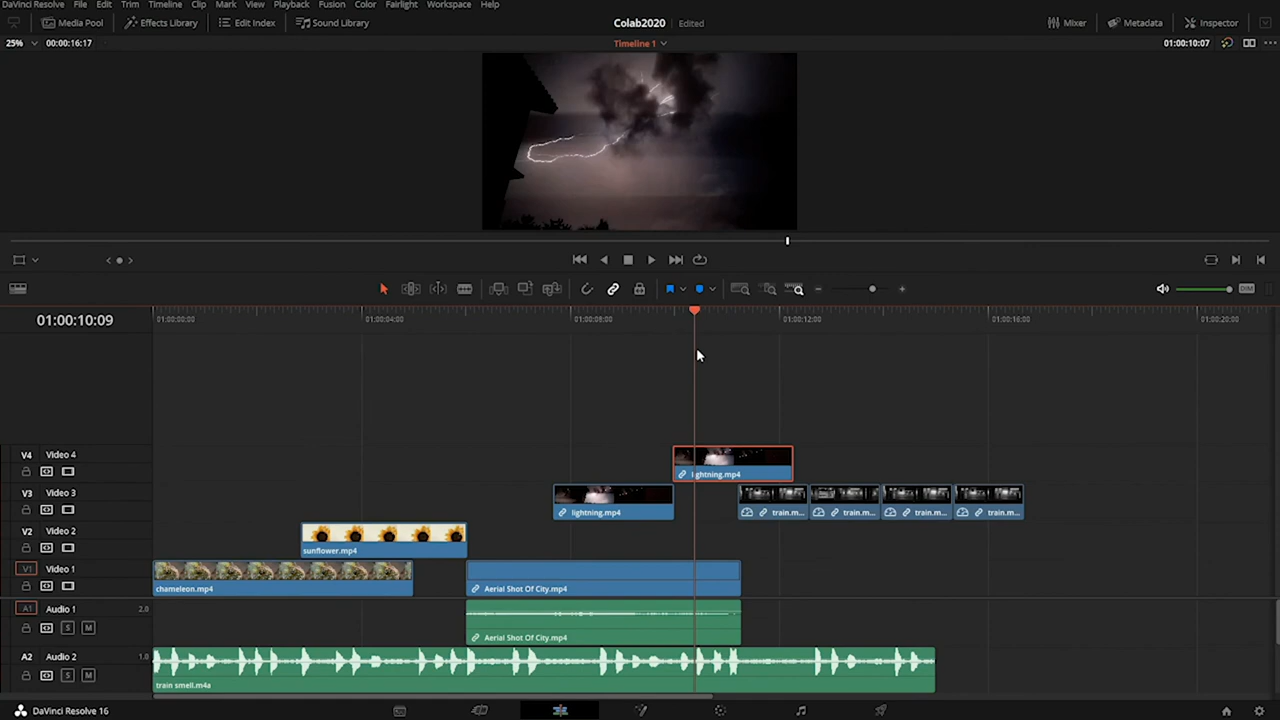 DaVinci Resolve File Edit Trim Timeline Clip Mark View Playback Fusion Color Fairlight Workspace Help
Media Pool Effects Library Edit Index Sound Library Colab2020 Edited Mixer Metadata Inspector
25% 00:00:16:17 Timeline 1 01:00:10:07
DIM
01:00:10:09 01:00:00:00 01:00:04:00 01:00:08:00 01:00:12:00 01:00:16:00 01:00:20:00
V4 Video 4
lightning.mp4
V3 Video 3
lightning.mp4 train.m... train.m... train.m... train.m...
V2 Video 2
sunflower.mp4
V1 Video 1
chameleon.mp4 Aerial Shot Of City.mp4
A1 Audio 1 2.0
S M Aerial Shot Of City.mp4
A2 Audio 2 1.0
S M
train smell.m4a
DaVinci Resolve 16